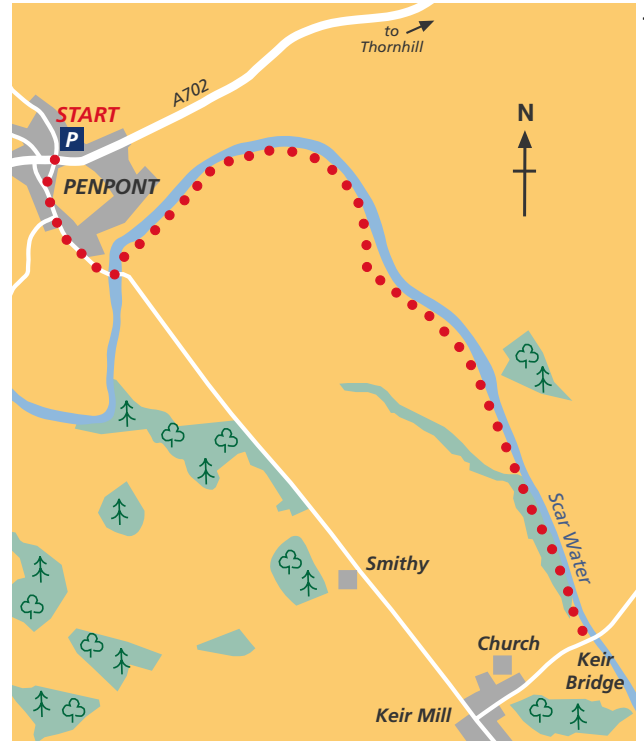 to
Thornhill
A702
START
P
PENPONT
N
Scar Water
Smithy
Church
Keir
Bridge
Keir Mill